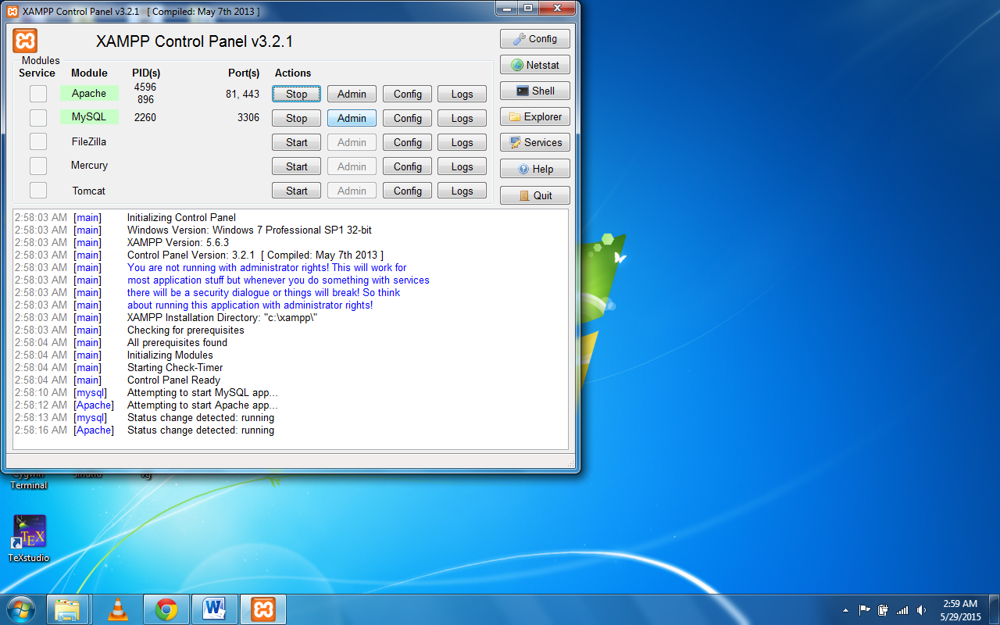 XAMPP Control Panel v3.2.1 [ Compiled: May 7th 2013 ]
XAMPP Control Panel v3.2.1
Config
Modules
Service Module PID(s) Port(s) Actions
Netstat
Apache 4596 896 81, 443 Stop Admin Config Logs
Shell
MySQL 2260 3306 Stop Admin Config Logs
Explorer
FileZilla Start Admin Config Logs
Services
Mercury Start Admin Config Logs
Help
Tomcat Start Admin Config Logs
Quit
2:58:03 AM [main] Initializing Control Panel
2:58:03 AM [main] Windows Version: Windows 7 Professional SP1 32-bit
2:58:03 AM [main] XAMPP Version: 5.6.3
2:58:03 AM [main] Control Panel Version: 3.2.1 [ Compiled: May 7th 2013 ]
2:58:03 AM [main] You are not running with administrator rights! This will work for
2:58:03 AM [main] most application stuff but whenever you do something with services
2:58:03 AM [main] there will be a security dialogue or things will break! So think
2:58:03 AM [main] about running this application with administrator rights!
2:58:03 AM [main] XAMPP Installation Directory: "c:\xampp\"
2:58:03 AM [main] Checking for prerequisites
2:58:04 AM [main] All prerequisites found
2:58:04 AM [main] Initializing Modules
2:58:04 AM [main] Starting Check-Timer
2:58:04 AM [main] Control Panel Ready
2:58:10 AM [mysql] Attempting to start MySQL app...
2:58:12 AM [Apache] Attempting to start Apache app...
2:58:13 AM [mysql] Status change detected: running
2:58:16 AM [Apache] Status change detected: running
Cygwin
Terminal
TEX
TeXstudio
2:59 AM
5/29/2015